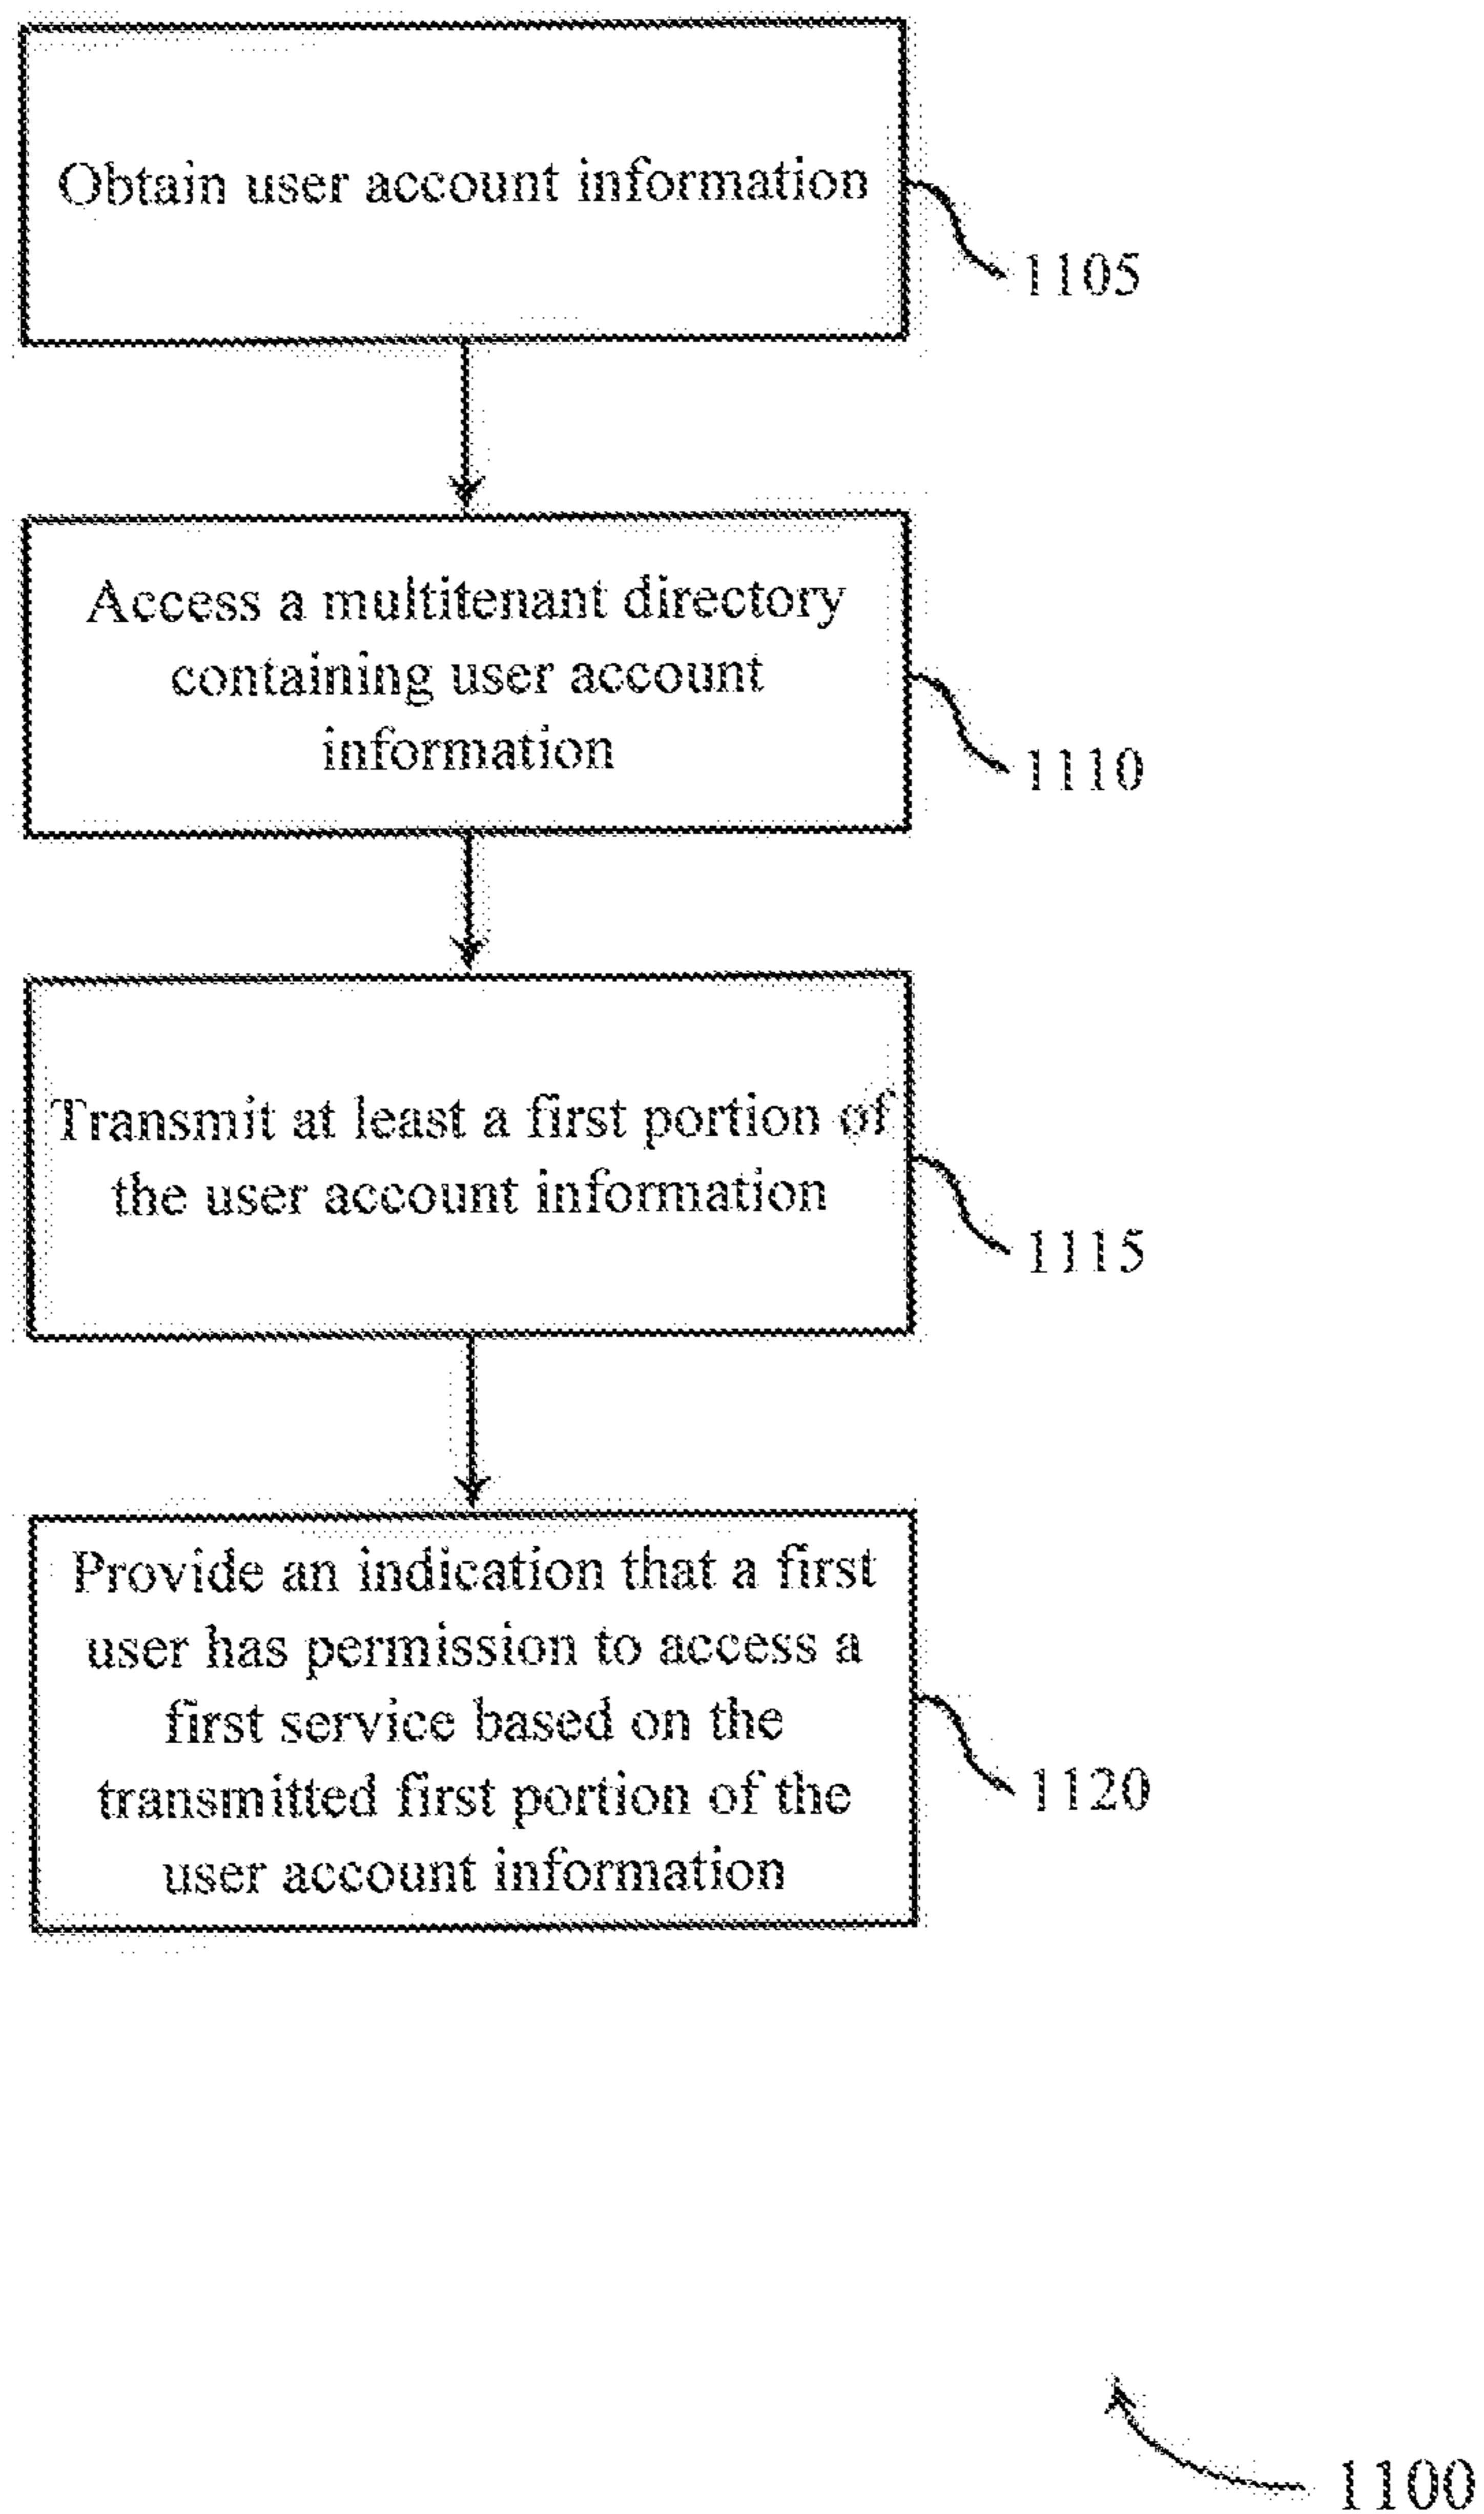 Obtain user account information
1105
Access a multitenant directory
containing user account
information
1110
Transmit at least a first portion of
the user account information
1115
Provide an indication that a first
user has permission to access a
first service based on the
transmitted first portion of the
user account information
1120
1100